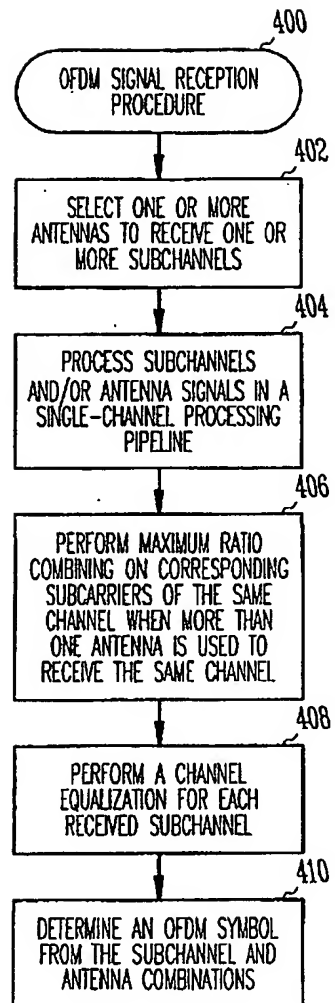 400
OFDM SIGNAL RECEPTION
PROCEDURE
402
SELECT ONE OR MORE
ANTENNAS TO RECEIVE ONE OR
MORE SUBCHANNELS
404
PROCESS SUBCHANNELS
AND/OR ANTENNA SIGNALS IN A
SINGLE-CHANNEL PROCESSING
PIPELINE
406
PERFORM MAXIMUM RATIO
COMBINING ON CORRESPONDING
SUBCARRIERS OF THE SAME
CHANNEL WHEN MORE THAN
ONE ANTENNA IS USED TO
RECEIVE THE SAME CHANNEL
408
PERFORM A CHANNEL
EQUALIZATION FOR EACH
RECEIVED SUBCHANNEL
410
DETERMINE AN OFDM SYMBOL
FROM THE SUBCHANNEL AND
ANTENNA COMBINATIONS